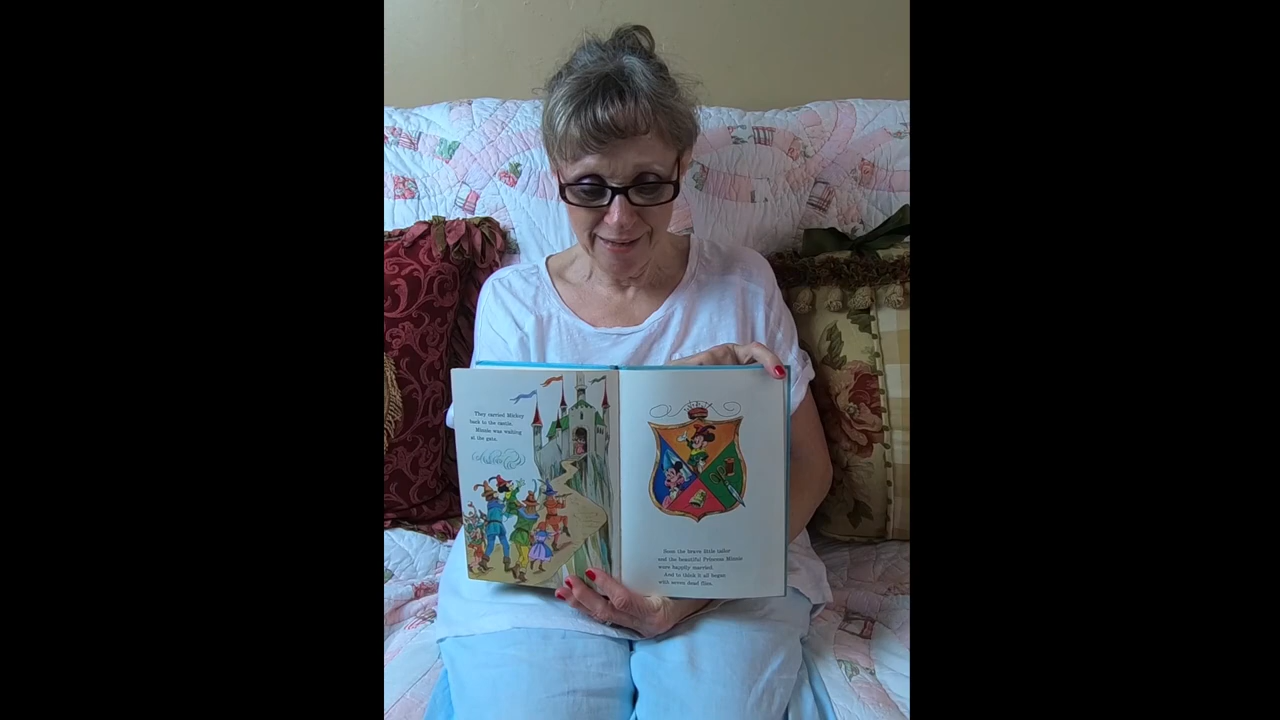 They carried Mickey
back to the castle.
Minnie was waiting
at the gate.
Soon the brave little tailor
and the beautiful Princess Minnie
were happily married.
And to think it all began
with seven dead flies.